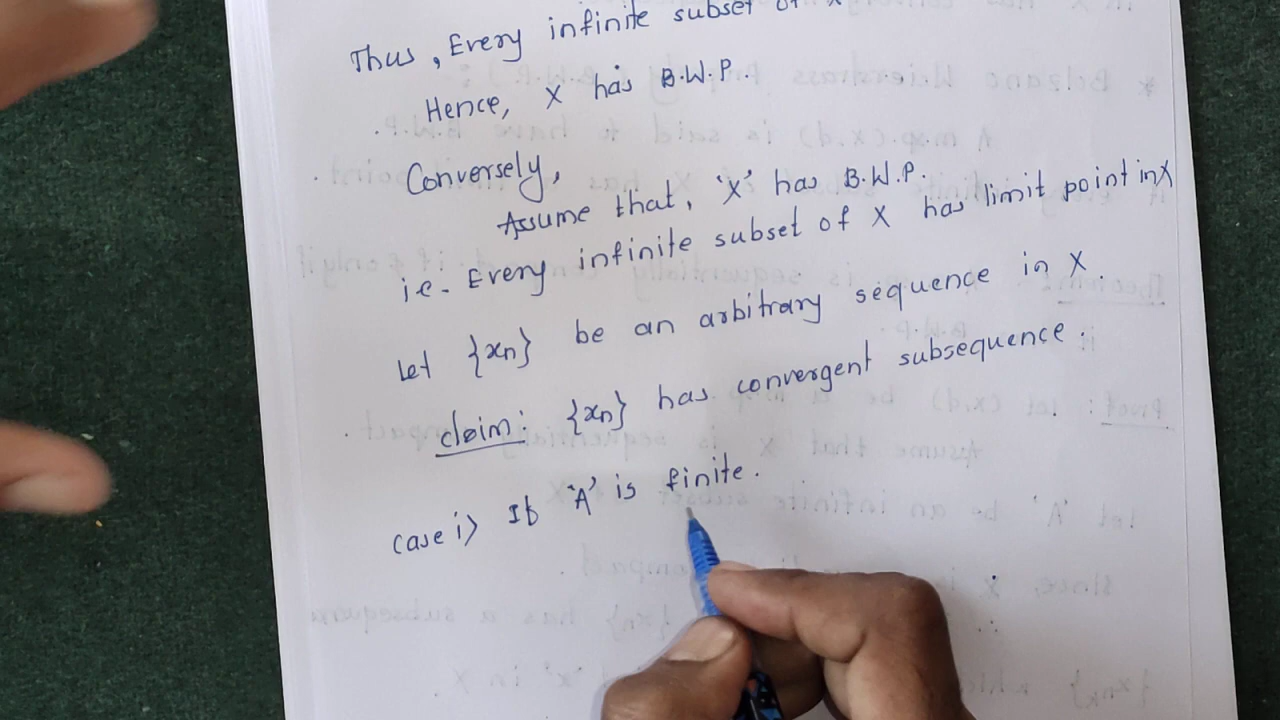 Thus, Every infinite subset of X
Hence, X has B.W.P.
Conversely,
Assume that, 'X' has B.W.P.
ie. Every infinite subset of X has limit point in X
Let {xn} be an arbitrary sequence in X.
claim: {xn} has convergent subsequence.
case i) If 'A' is finite.